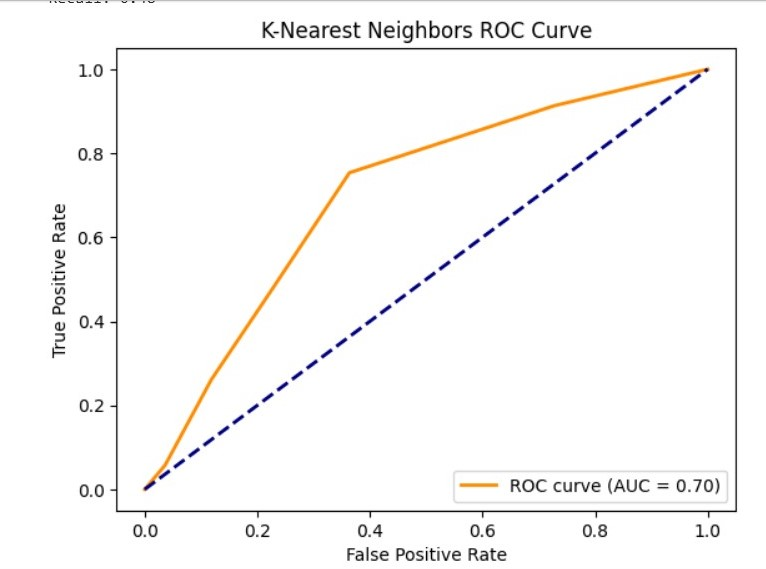 K-Nearest Neighbors ROC Curve
1.0
0.8
0.6
0.4
0.2
0.0
True Positive Rate
ROC curve (AUC = 0.70)
0.0 0.2 0.4 0.6 0.8 1.0
False Positive Rate